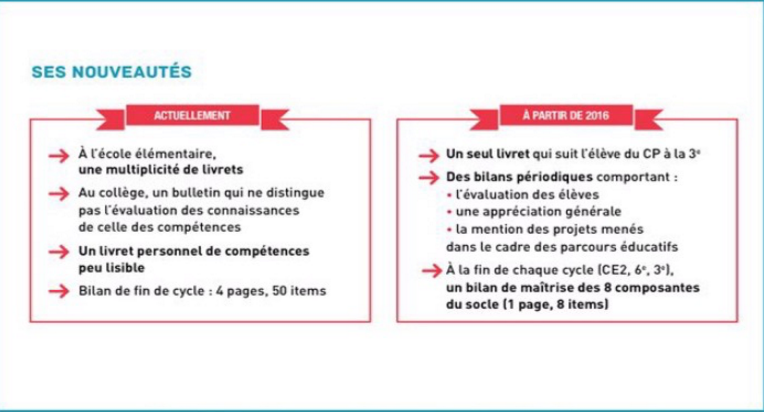 SES NOUVEAUTÉS
ACTUELLEMENT
→ À l'école élémentaire,
une multiplicité de livrets
→ Au collège, un bulletin qui ne distingue
pas l'évaluation des connaissances
de celle des compétences
→ Un livret personnel de compétences
peu lisible
→ Bilan de fin de cycle : 4 pages, 50 items
À PARTIR DE 2016
→ Un seul livret qui suit l'élève du CP à la 3e
→ Des bilans périodiques comportant :
• l'évaluation des élèves
• une appréciation générale
• la mention des projets menés
dans le cadre des parcours éducatifs
→ À la fin de chaque cycle (CE2, 6e, 3e),
un bilan de maîtrise des 8 composantes
du socle (1 page, 8 items)